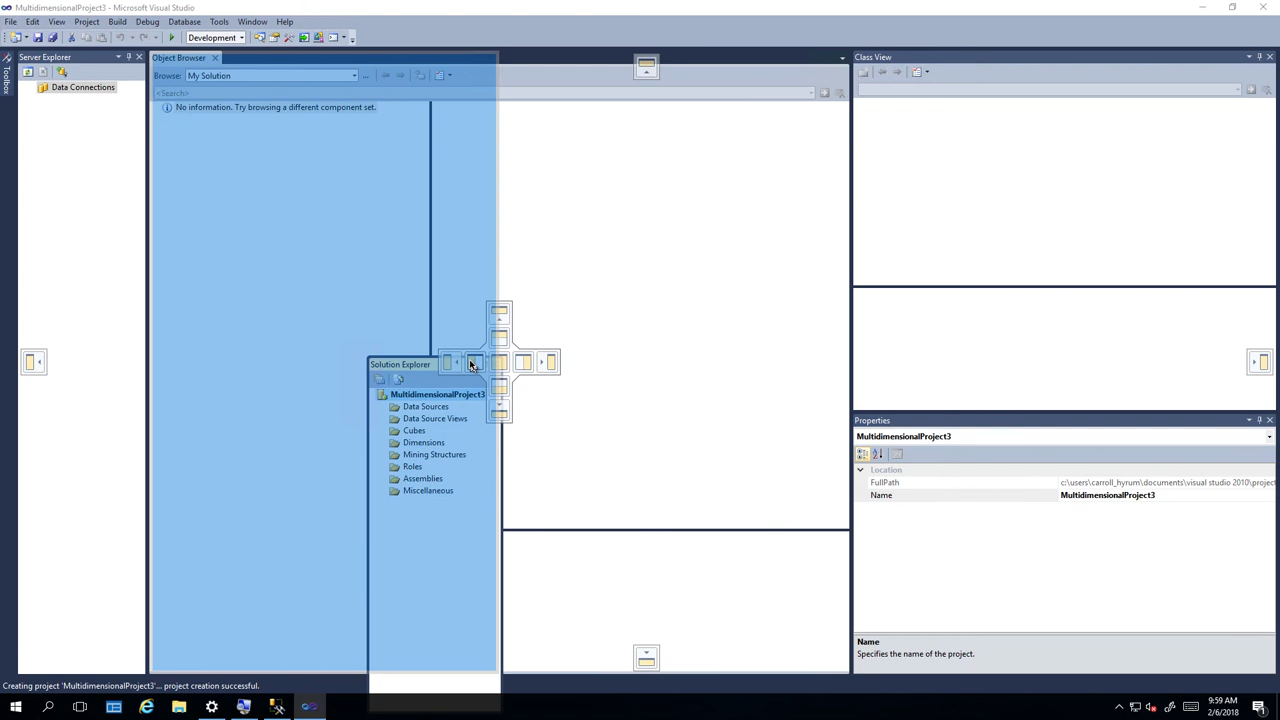 MultidimensionalProject3 - Microsoft Visual Studio
File Edit View Project Build Debug Database Tools Window Help
Development
Toolbox
Server Explorer
Data Connections
Object Browser
Browse: My Solution ...
<Search>
No information. Try browsing a different component set.
Solution Explorer
MultidimensionalProject3
Data Sources
Data Source Views
Cubes
Dimensions
Mining Structures
Roles
Assemblies
Miscellaneous
Class View
Properties
MultidimensionalProject3
Location
FullPath c:\users\carroll_hyrum\documents\visual studio 2010\project
Name MultidimensionalProject3
Name
Specifies the name of the project.
Creating project 'MultidimensionalProject3'... project creation successful.
9:59 AM
2/6/2018